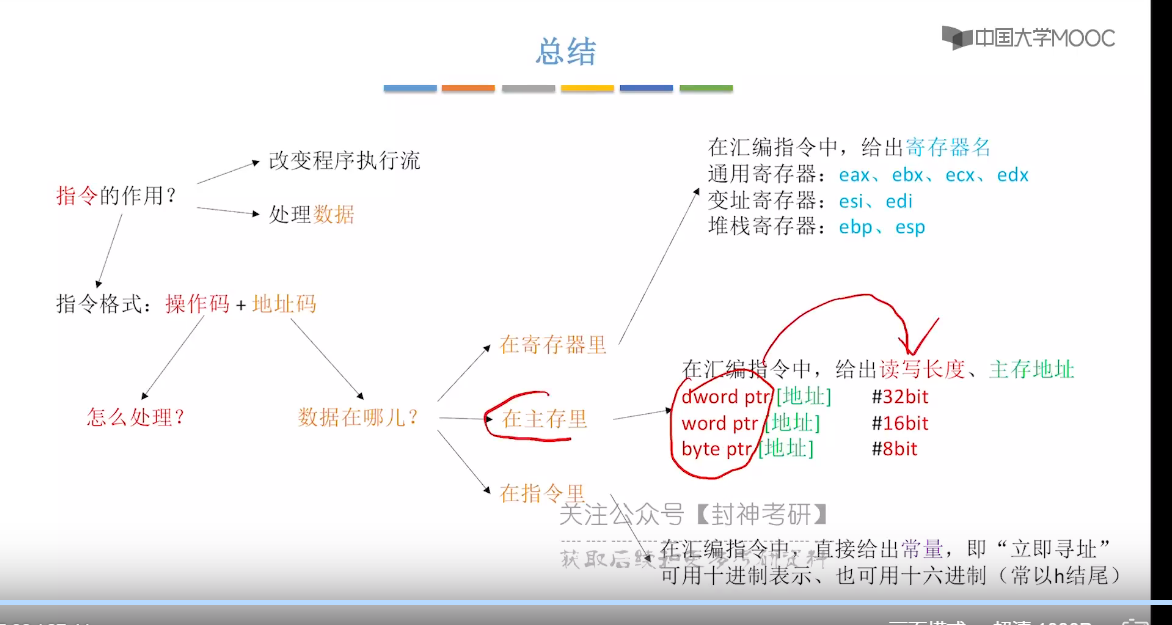 总结
中国大学MOOC
指令的作用？
改变程序执行流
处理数据
指令格式：操作码 + 地址码
怎么处理？
数据在哪儿？
在寄存器里
在主存里
在指令里
在汇编指令中，给出寄存器名
通用寄存器：eax、ebx、ecx、edx
变址寄存器：esi、edi
堆栈寄存器：ebp、esp
在汇编指令中，给出读写长度、主存地址
dword ptr [地址] #32bit
word ptr [地址] #16bit
byte ptr [地址] #8bit
关注公众号【封神考研】
获取后续
在汇编指令中，直接给出常量，即“立即寻址”
可用十进制表示、也可用十六进制（常以h结尾）